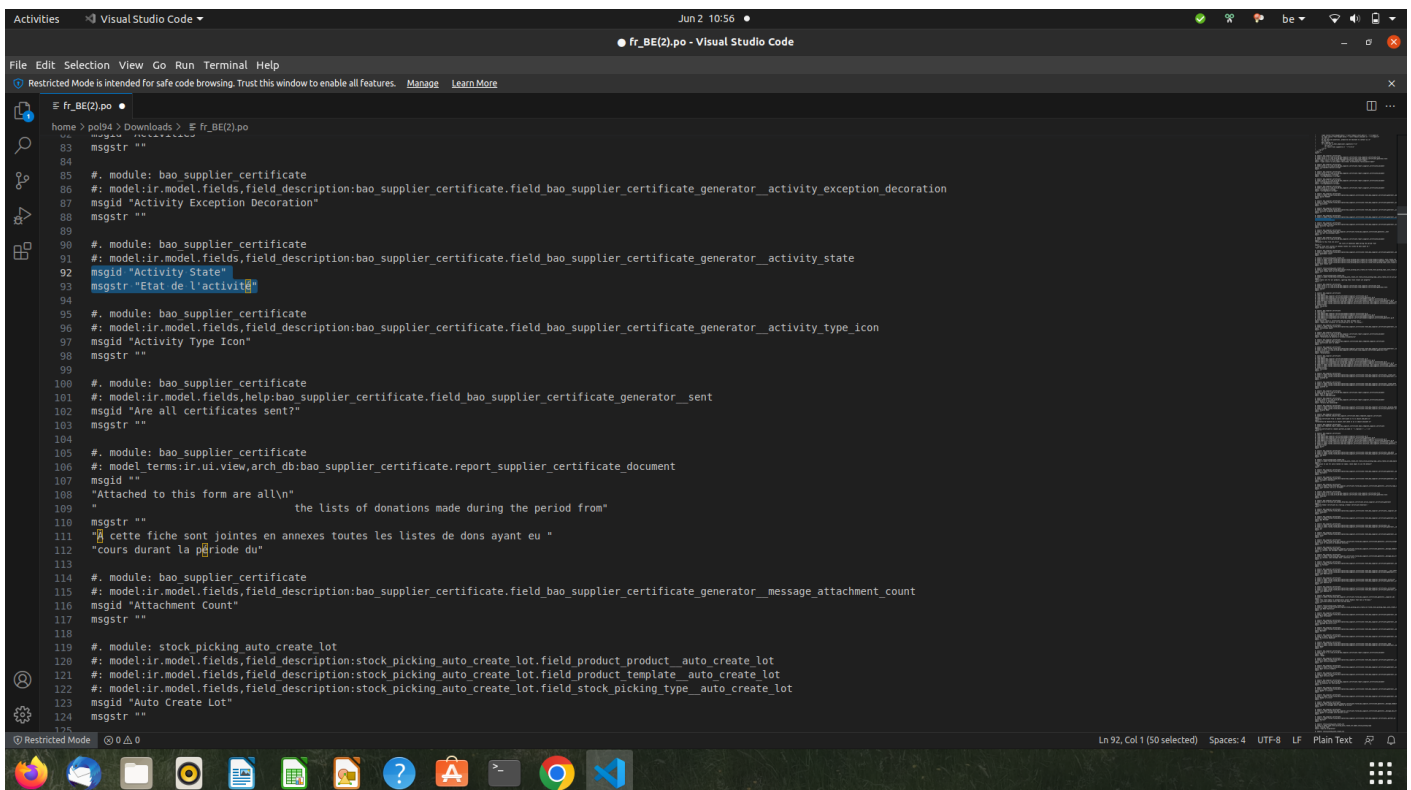 Activities Visual Studio Code Jun 2 10:56 be
fr_BE(2).po - Visual Studio Code
File Edit Selection View Go Run Terminal Help
Restricted Mode is intended for safe code browsing. Trust this window to enable all features. Manage Learn More
fr_BE(2).po
home > pol94 > Downloads > fr_BE(2).po
82 msgid "Activities"
83 msgstr ""
84
85 #. module: bao_supplier_certificate
86 #: model:ir.model.fields,field_description:bao_supplier_certificate.field_bao_supplier_certificate_generator__activity_exception_decoration
87 msgid "Activity Exception Decoration"
88 msgstr ""
89
90 #. module: bao_supplier_certificate
91 #: model:ir.model.fields,field_description:bao_supplier_certificate.field_bao_supplier_certificate_generator__activity_state
92 msgid "Activity State"
93 msgstr "Etat de l'activité"
94
95 #. module: bao_supplier_certificate
96 #: model:ir.model.fields,field_description:bao_supplier_certificate.field_bao_supplier_certificate_generator__activity_type_icon
97 msgid "Activity Type Icon"
98 msgstr ""
99
100 #. module: bao_supplier_certificate
101 #: model:ir.model.fields,help:bao_supplier_certificate.field_bao_supplier_certificate_generator__sent
102 msgid "Are all certificates sent?"
103 msgstr ""
104
105 #. module: bao_supplier_certificate
106 #: model_terms:ir.ui.view,arch_db:bao_supplier_certificate.report_supplier_certificate_document
107 msgid ""
108 "Attached to this form are all\n"
109 " the lists of donations made during the period from"
110 msgstr ""
111 "A cette fiche sont jointes en annexes toutes les listes de dons ayant eu "
112 "cours durant la période du"
113
114 #. module: bao_supplier_certificate
115 #: model:ir.model.fields,field_description:bao_supplier_certificate.field_bao_supplier_certificate_generator__message_attachment_count
116 msgid "Attachment Count"
117 msgstr ""
118
119 #. module: stock_picking_auto_create_lot
120 #: model:ir.model.fields,field_description:stock_picking_auto_create_lot.field_product_product__auto_create_lot
121 #: model:ir.model.fields,field_description:stock_picking_auto_create_lot.field_product_template__auto_create_lot
122 #: model:ir.model.fields,field_description:stock_picking_auto_create_lot.field_stock_picking_type__auto_create_lot
123 msgid "Auto Create Lot"
124 msgstr ""
125
Restricted Mode 0 0 Ln 92, Col 1 (50 selected) Spaces: 4 UTF-8 LF Plain Text